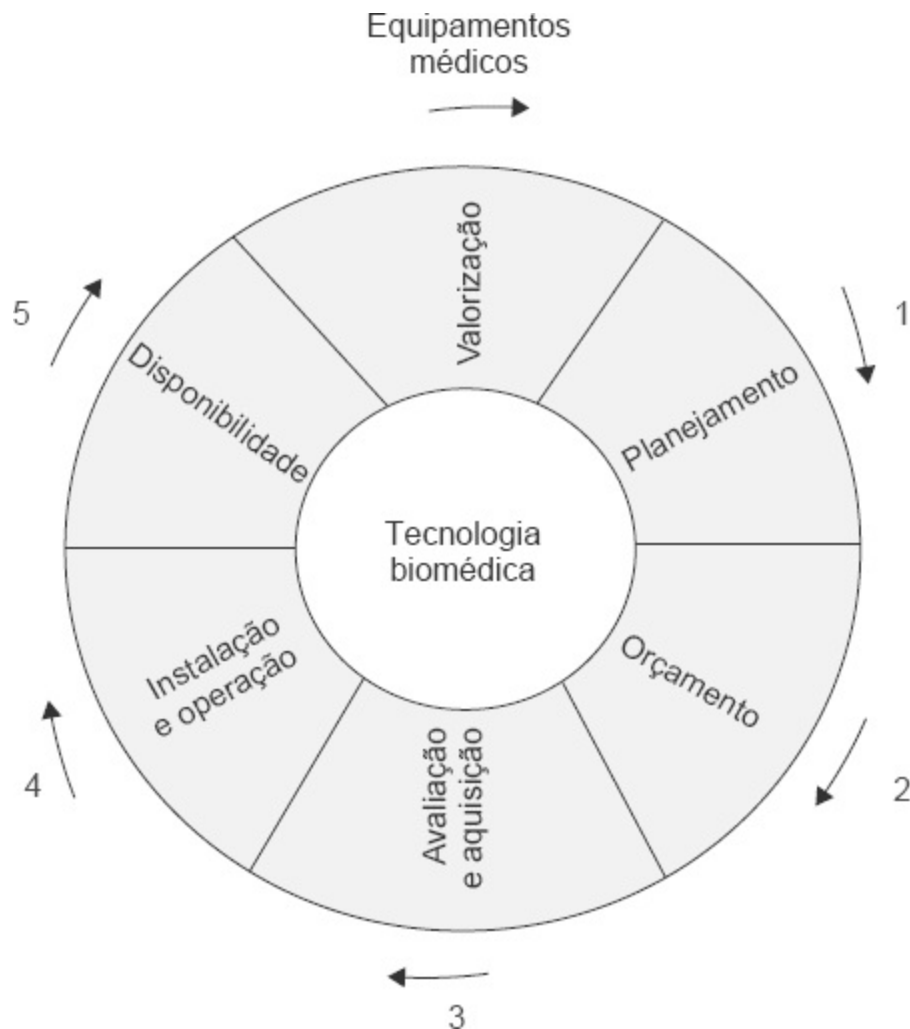 Equipamentos
médicos
Valorização
1
Planejamento
Orçamento
2
Avaliação
e aquisição
3
Instalação
e operação
4
Disponibilidade
5
Tecnologia
biomédica